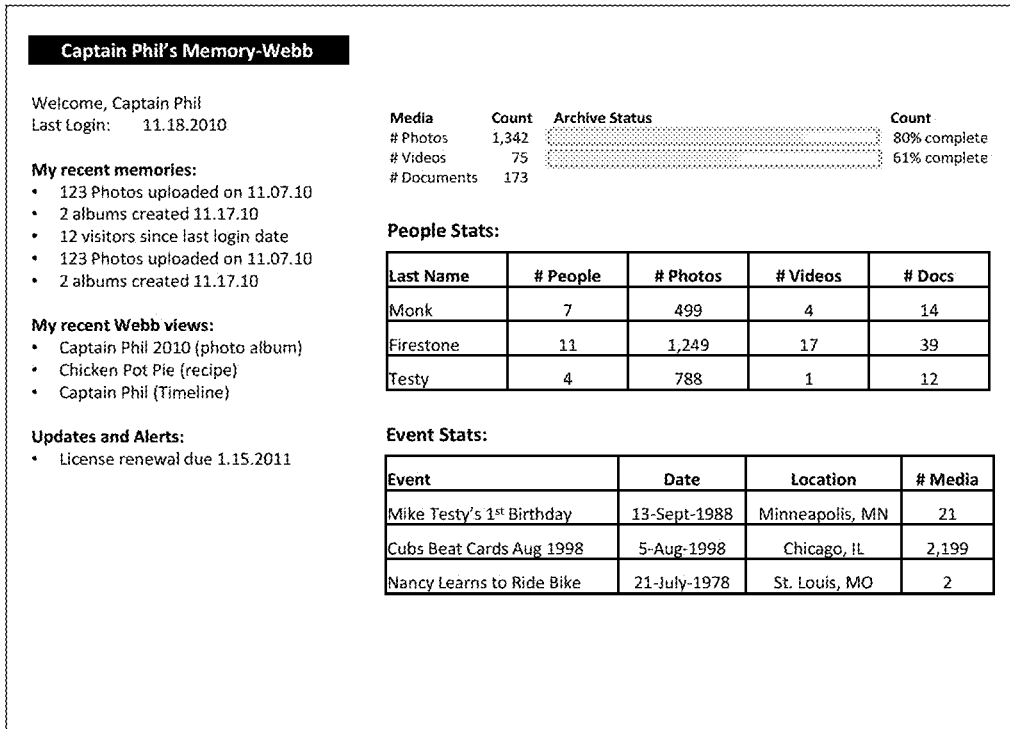 Captain Phil's Memory-Webb
Welcome, Captain Phil
Last Login: 11.18.2010
My recent memories:
• 123 Photos uploaded on 11.07.10
• 2 albums created 11.17.10
• 12 visitors since last login date
• 123 Photos uploaded on 11.07.10
• 2 albums created 11.17.10
My recent Webb views:
• Captain Phil 2010 (photo album)
• Chicken Pot Pie (recipe)
• Captain Phil (Timeline)
Updates and Alerts:
• License renewal due 1.15.2011
Media Count Archive Status Count
# Photos 1,342 80% complete
# Videos 75 61% complete
# Documents 173
People Stats:
Last Name # People # Photos # Videos # Docs
Monk 7 499 4 14
Firestone 11 1,249 17 39
Testy 4 788 1 12
Event Stats:
Event Date Location # Media
Mike Testy's 1st Birthday 13-Sept-1988 Minneapolis, MN 21
Cubs Beat Cards Aug 1998 5-Aug-1998 Chicago, IL 2,199
Nancy Learns to Ride Bike 21-July-1978 St. Louis, MO 2